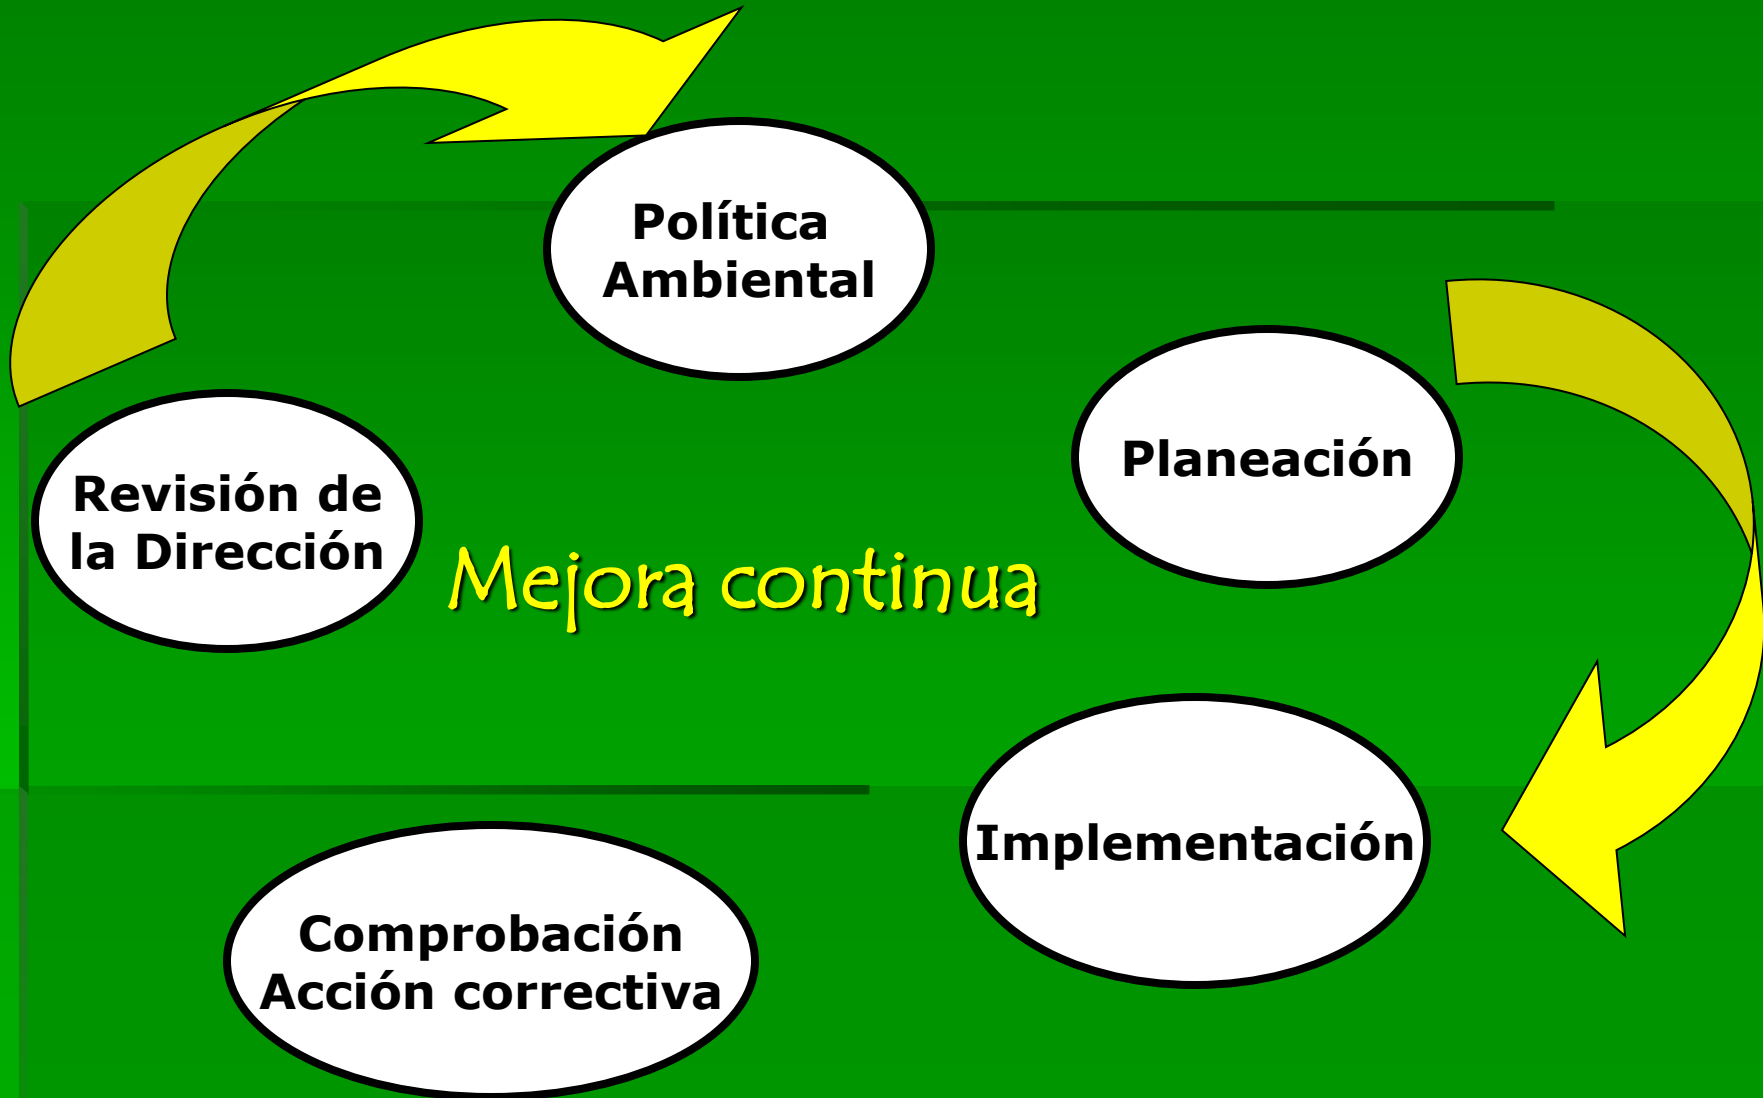 Política
Ambiental
Planeación
Revisión de
la Dirección
Mejora continua
Implementación
Comprobación
Acción correctiva